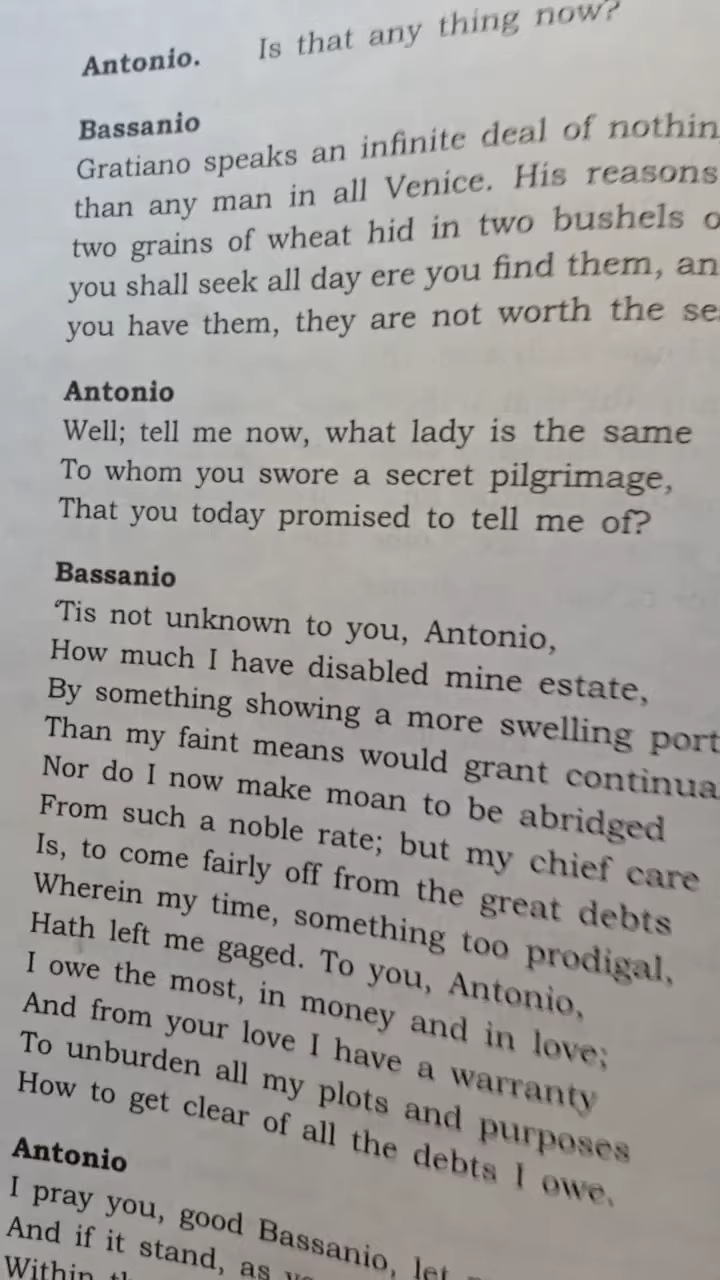 Antonio. Is that any thing now?
Bassanio
Gratiano speaks an infinite deal of nothin
than any man in all Venice. His reasons
two grains of wheat hid in two bushels o
you shall seek all day ere you find them, an
you have them, they are not worth the se
Antonio
Well; tell me now, what lady is the same
To whom you swore a secret pilgrimage,
That you today promised to tell me of?
Bassanio
'Tis not unknown to you, Antonio,
How much I have disabled mine estate,
By something showing a more swelling port
Than my faint means would grant continua
Nor do I now make moan to be abridged
From such a noble rate; but my chief care
Is, to come fairly off from the great debts
Wherein my time, something too prodigal,
Hath left me gaged. To you, Antonio,
I owe the most, in money and in love;
And from your love I have a warranty
To unburden all my plots and purposes
How to get clear of all the debts I owe.
Antonio
I pray you, good Bassanio, let
And if it stand, as
Within